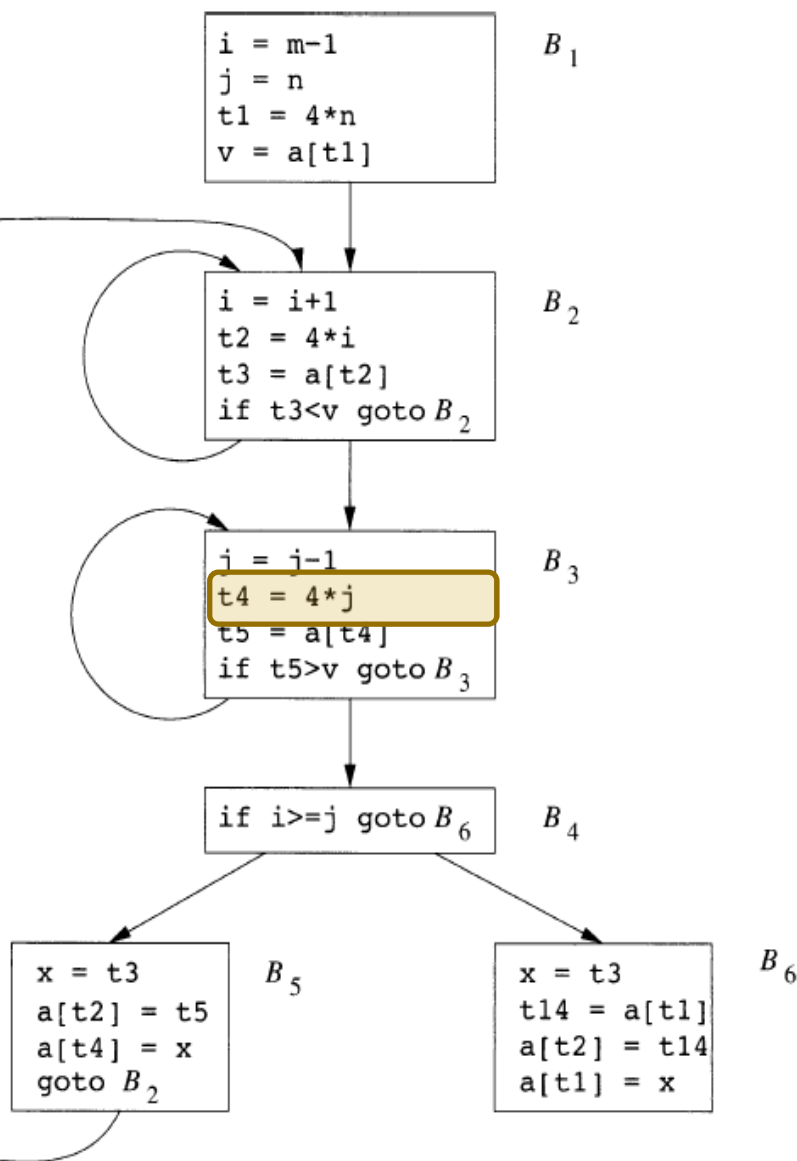 i = m-1
j = n
t1 = 4*n
v = a[t1]
B1
i = i+1
t2 = 4*i
t3 = a[t2]
if t3<v goto B2
B2
j = j-1
t4 = 4*j
t5 = a[t4]
if t5>v goto B3
B3
if i>=j goto B6
B4
x = t3
a[t2] = t5
a[t4] = x
goto B2
B5
x = t3
t14 = a[t1]
a[t2] = t14
a[t1] = x
B6